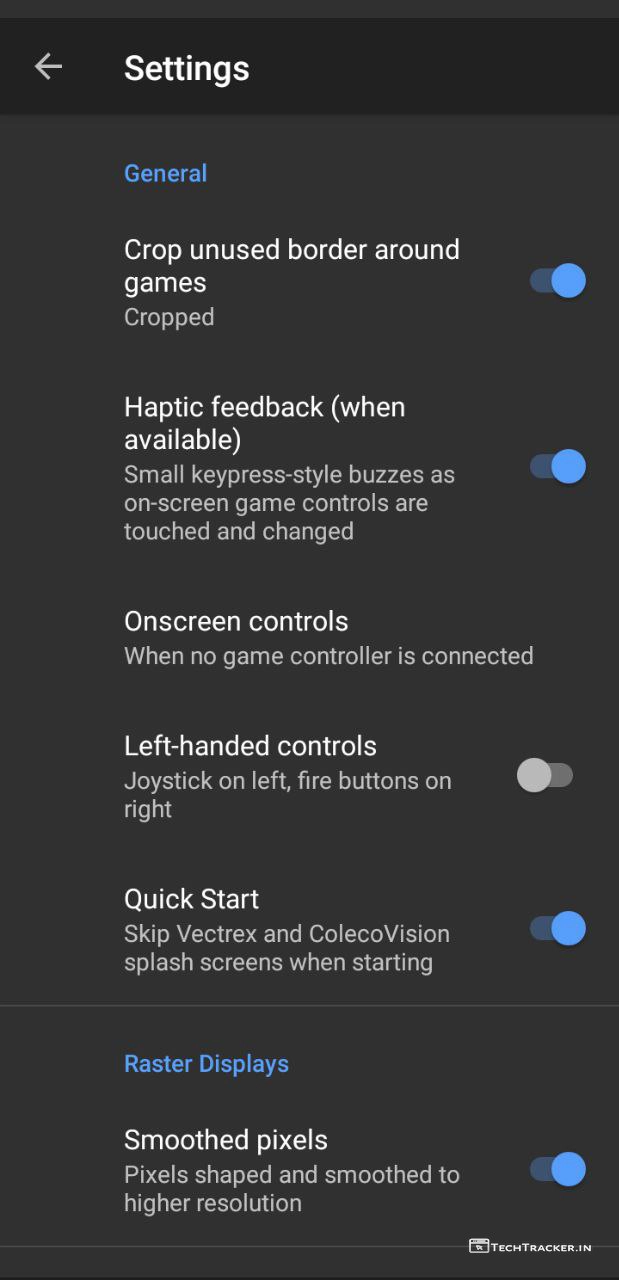 Settings
General
Crop unused border around
games
Cropped
Haptic feedback (when
available)
Small keypress-style buzzes as
on-screen game controls are
touched and changed
Onscreen controls
When no game controller is connected
Left-handed controls
Joystick on left, fire buttons on
right
Quick Start
Skip Vectrex and ColecoVision
splash screens when starting
Raster Displays
Smoothed pixels
Pixels shaped and smoothed to
higher resolution
TECHTRACKER.IN